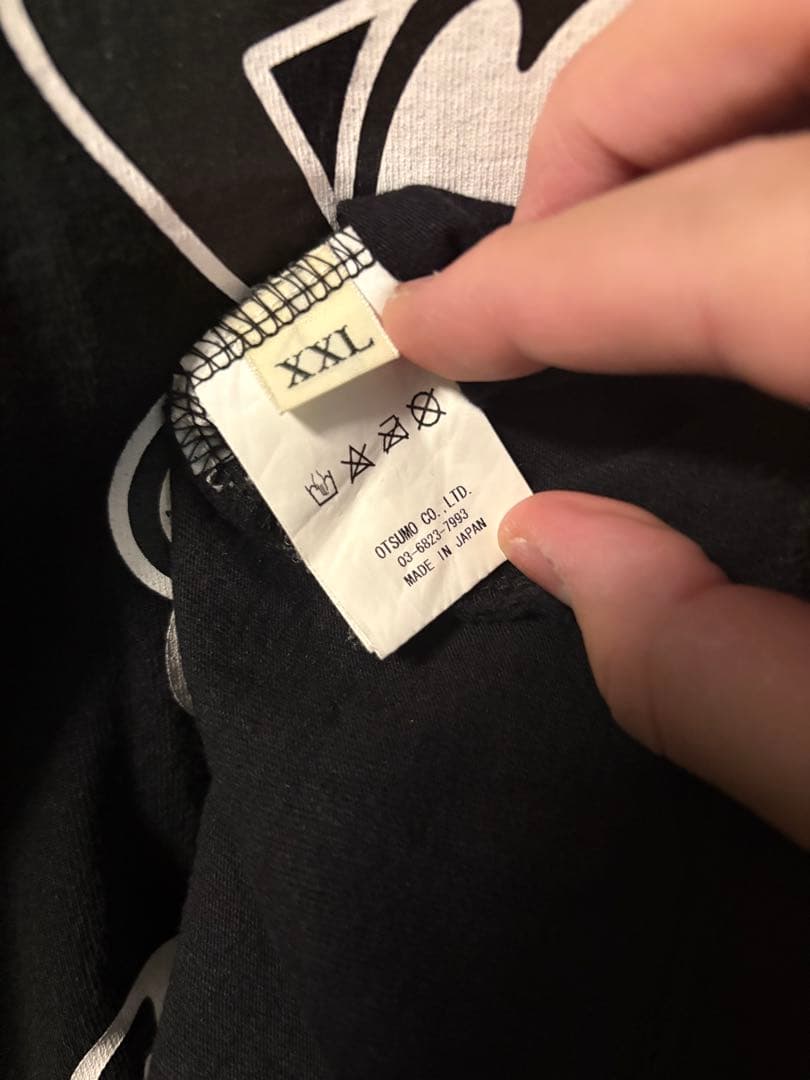 XXL
OTSUMO CO.,LTD.
03-6823-7993
MADE IN JAPAN